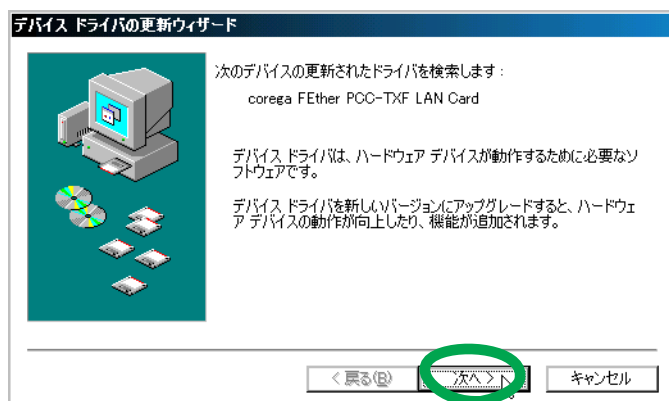 デバイス ドライバの更新ウィザード
次のデバイスの更新されたドライバを検索します：
corega FEther PCC-TXF LAN Card
デバイス ドライバは、ハードウェア デバイスが動作するために必要なソ
フトウェアです。
デバイス ドライバを新しいバージョンにアップグレードすると、ハードウェ
ア デバイスの動作が向上したり、機能が追加されます。
< 戻る(B)
次へ >
キャンセル